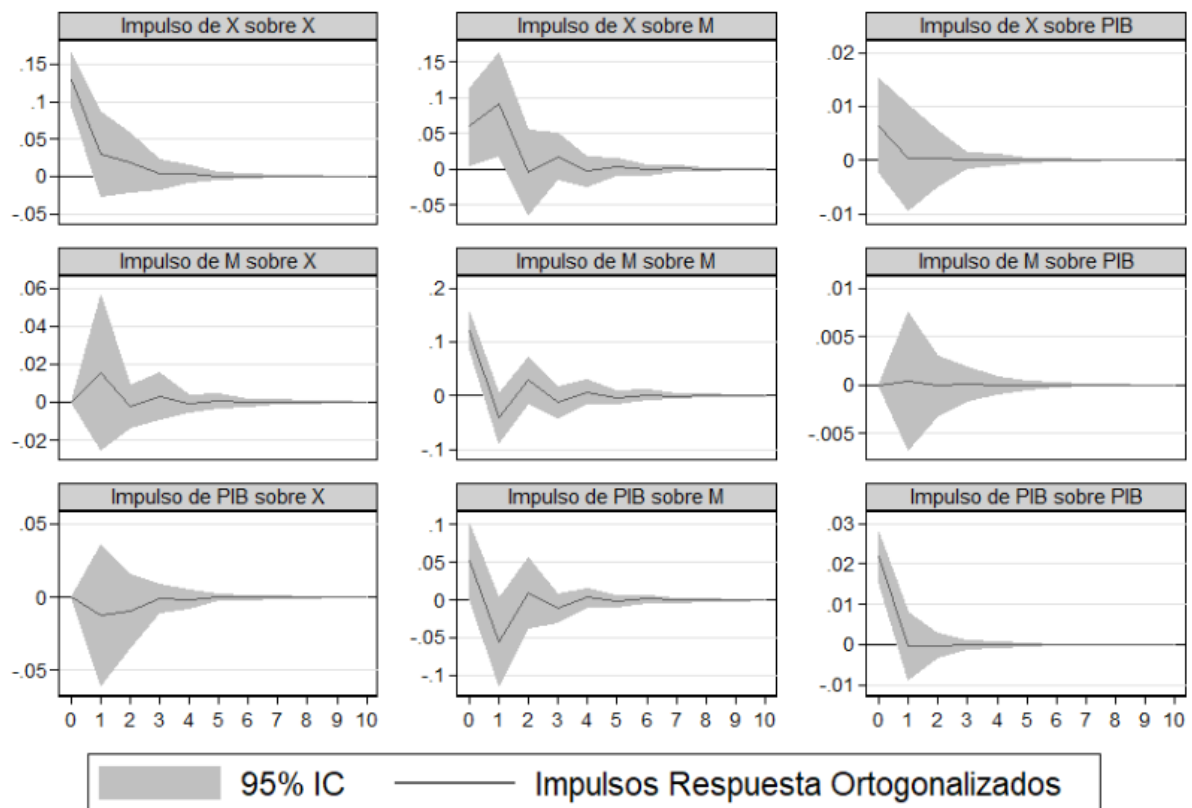 Impulso de X sobre X
Impulso de X sobre M
Impulso de X sobre PIB
.15
.1
.05
0
-.05
.15
.1
.05
0
-.05
.02
.01
0
-.01
Impulso de M sobre X
Impulso de M sobre M
Impulso de M sobre PIB
.06
.04
.02
0
-.02
.2
.1
0
-.1
.01
.005
0
-.005
Impulso de PIB sobre X
Impulso de PIB sobre M
Impulso de PIB sobre PIB
.05
0
-.05
.1
.05
0
-.05
-.1
.03
.02
.01
0
-.01
0 1 2 3 4 5 6 7 8 9 10
0 1 2 3 4 5 6 7 8 9 10
0 1 2 3 4 5 6 7 8 9 10
95% IC
Impulsos Respuesta Ortogonalizados